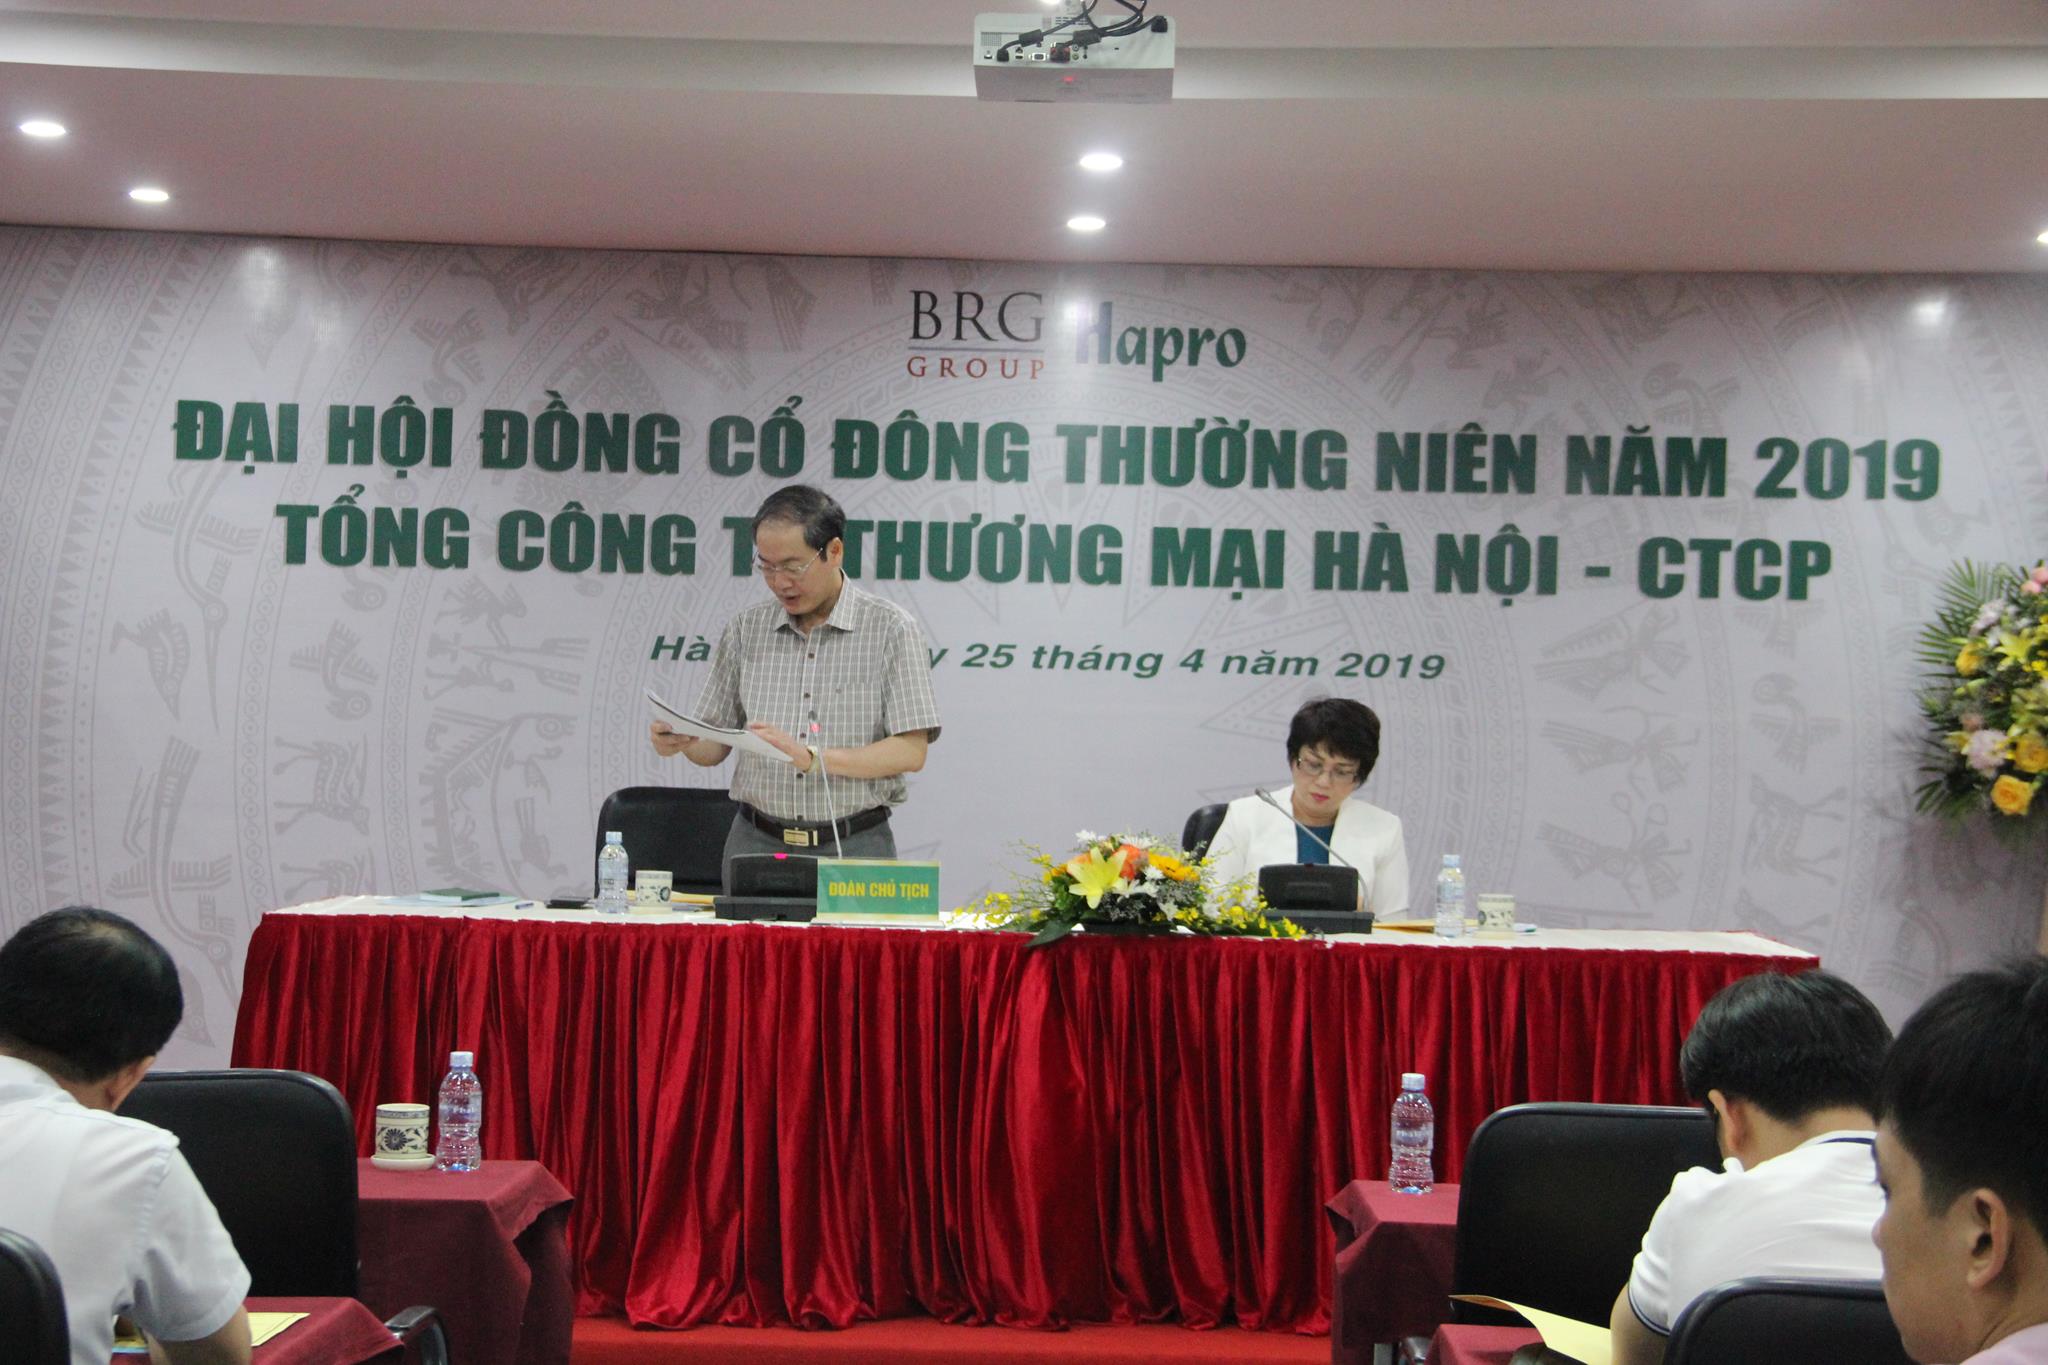 BRG
GROUP
Hapro
ĐẠI HỘI ĐỒNG CỔ ĐÔNG THƯỜNG NIÊN NĂM 2019
TỔNG CÔNG TY THƯƠNG MẠI HÀ NỘI - CTCP
Hà 25 tháng 4 năm 2019
ĐOÀN CHỦ TỊCH